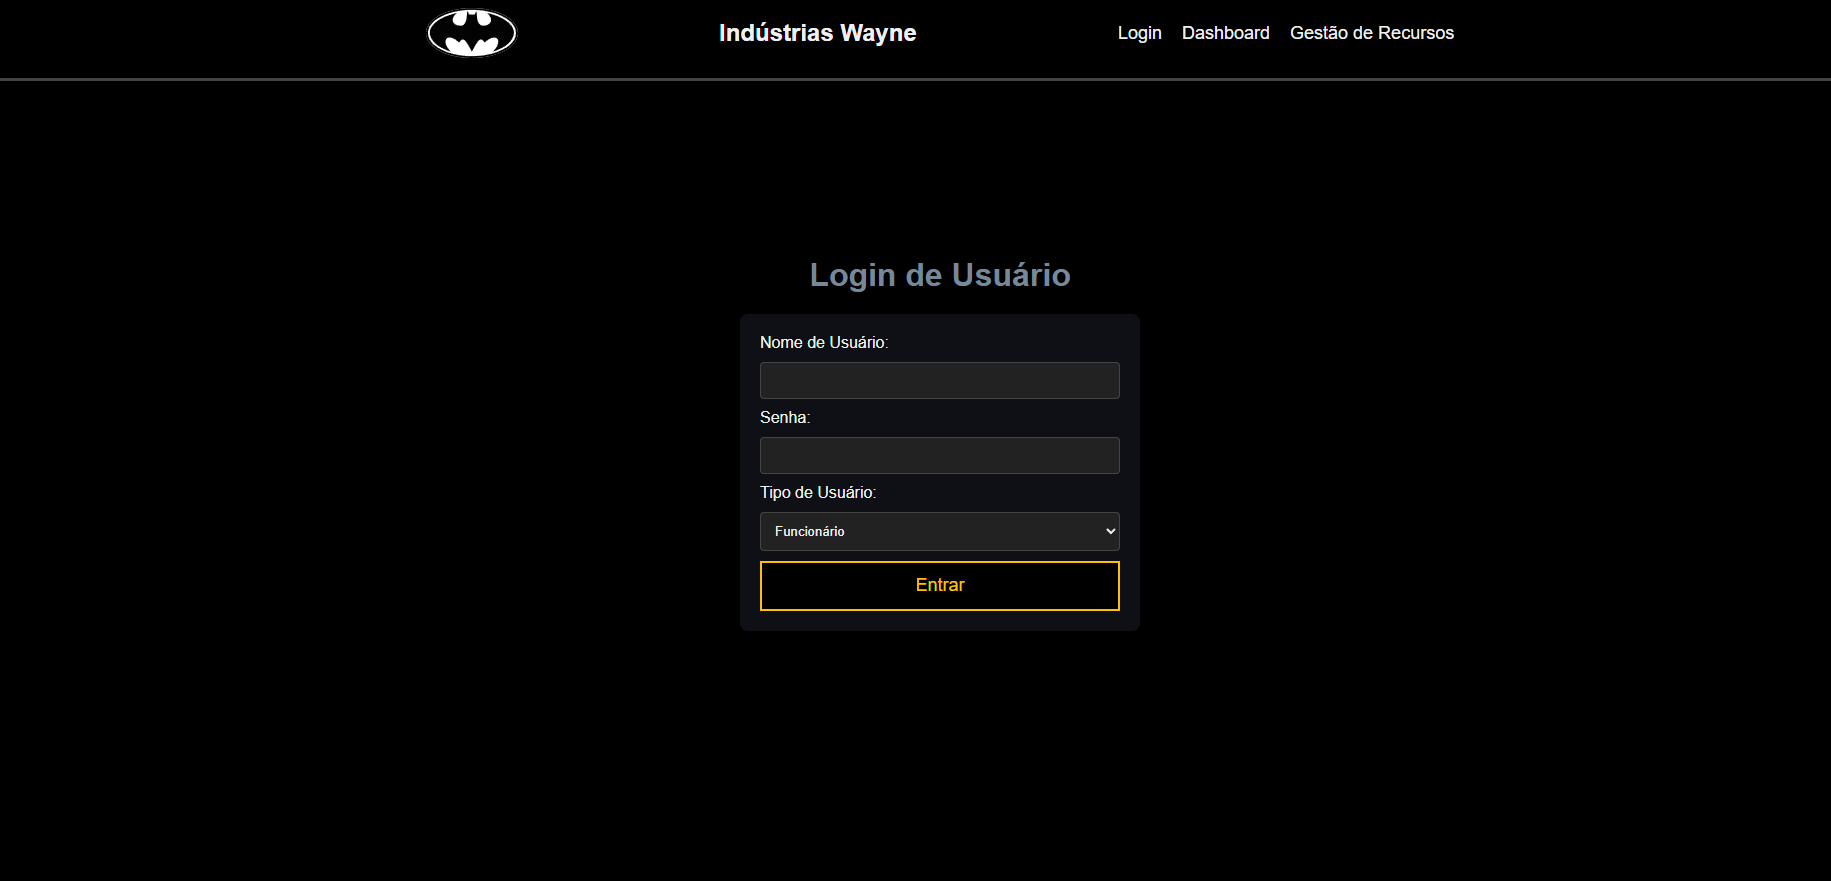 Indústrias Wayne
Login Dashboard Gestão de Recursos
Login de Usuário
Nome de Usuário:
Senha:
Tipo de Usuário:
Funcionário
Entrar